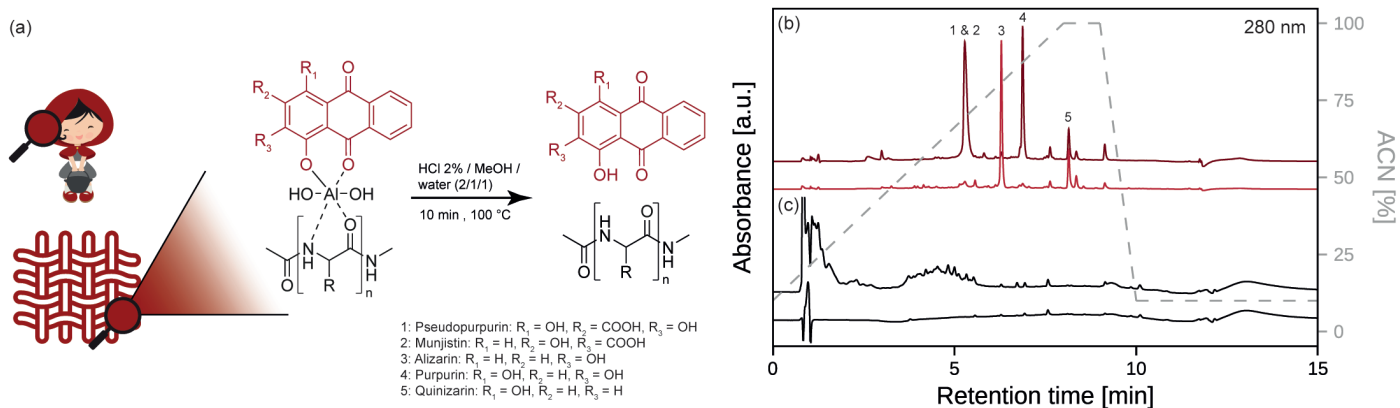 (a)
R1
R2
R3
O
O
O
O
HO
Al
OH
H
N
O
O
R
N
H
n
HCl 2% / MeOH /
water (2/1/1)
10 min , 100 °C
R1
R2
R3
O
OH
O
H
N
O
O
R
N
H
n
1: Pseudopurpurin: R1 = OH, R2 = COOH, R3 = OH
2: Munjistin: R1 = H, R2 = OH, R3 = COOH
3: Alizarin: R1 = H, R2 = H, R3 = OH
4: Purpurin: R1 = OH, R2 = H, R3 = OH
5: Quinizarin: R1 = OH, R2 = H, R3 = H
(b)
1 & 2
3
4
5
280 nm
(c)
Absorbance [a.u.]
100
75
50
25
0
ACN [%]
0
5
10
15
Retention time [min]